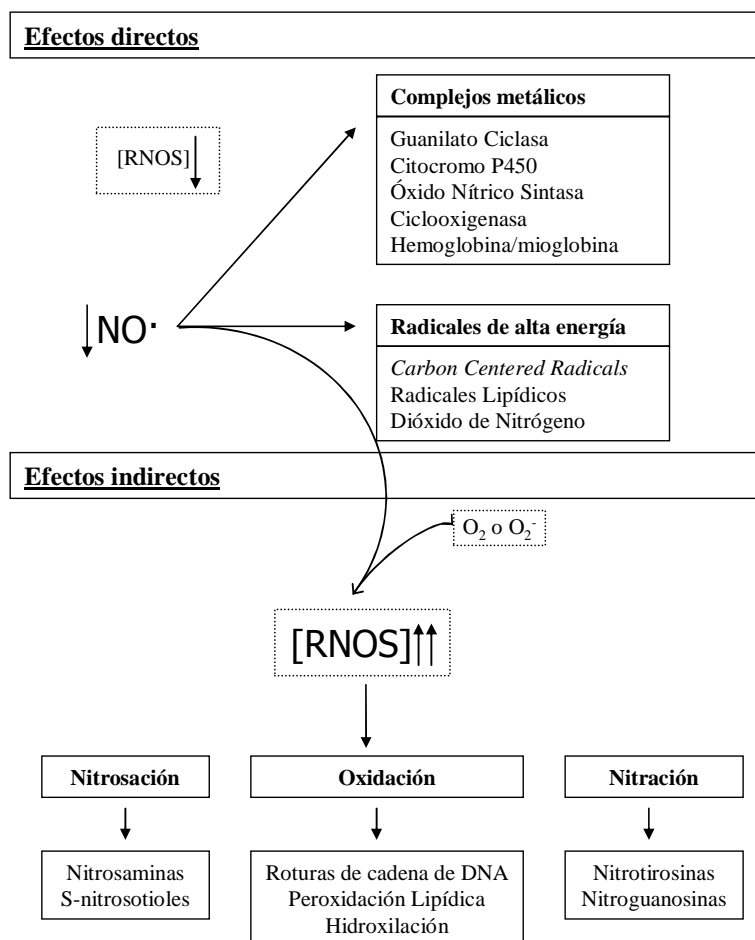 Efectos directos
Complejos metálicos
[RNOS]
Guanilato Ciclasa
Citocromo P450
Óxido Nítrico Sintasa
Ciclooxigenasa
Hemoglobina/mioglobina
NO·
Radicales de alta energía
Carbon Centered Radicals
Radicales Lipídicos
Dióxido de Nitrógeno
Efectos indirectos
O₂ o O₂⁻
[RNOS]
Nitrosación
Oxidación
Nitración
Nitrosaminas
S-nitrosotioles
Roturas de cadena de DNA
Peroxidación Lipídica
Hidroxilación
Nitrotirosinas
Nitroguanosinas